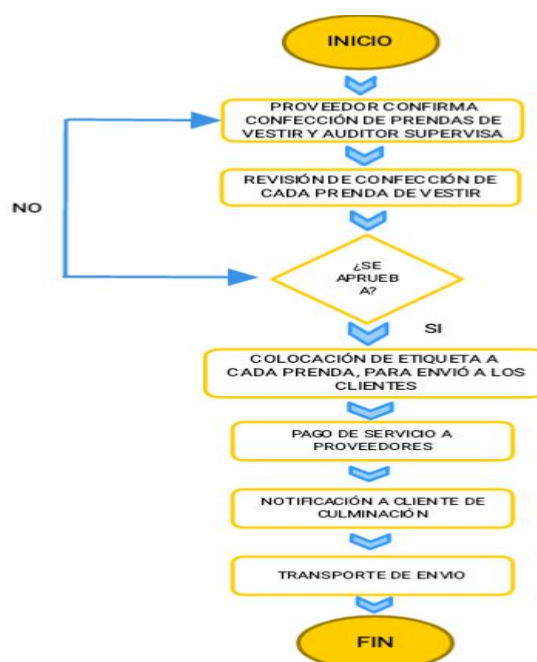 INICIO
PROVEEDOR CONFIRMA
CONFECCIÓN DE PRENDAS DE
VESTIR Y AUDITOR SUPERVISA
REVISIÓN DE CONFECCIÓN DE
CADA PRENDA DE VESTIR
NO
¿SE
APRUEB
A?
SI
COLOCACIÓN DE ETIQUETA A
CADA PRENDA, PARA ENVIÓ A LOS
CLIENTES
PAGO DE SERVICIO A
PROVEEDORES
NOTIFICACIÓN A CLIENTE DE
CULMINACIÓN
TRANSPORTE DE ENVIO
FIN